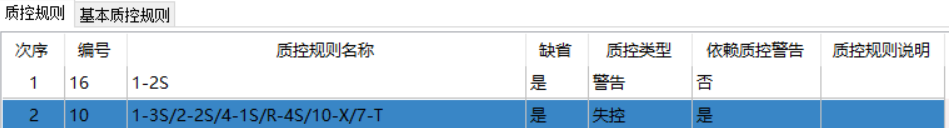 质控规则 基本质控规则
次序 编号 质控规则名称 缺省 质控类型 依赖质控警告 质控规则说明
1 16 1-2S 是 警告 否
2 10 1-3S/2-2S/4-1S/R-4S/10-X/7-T 是 失控 是